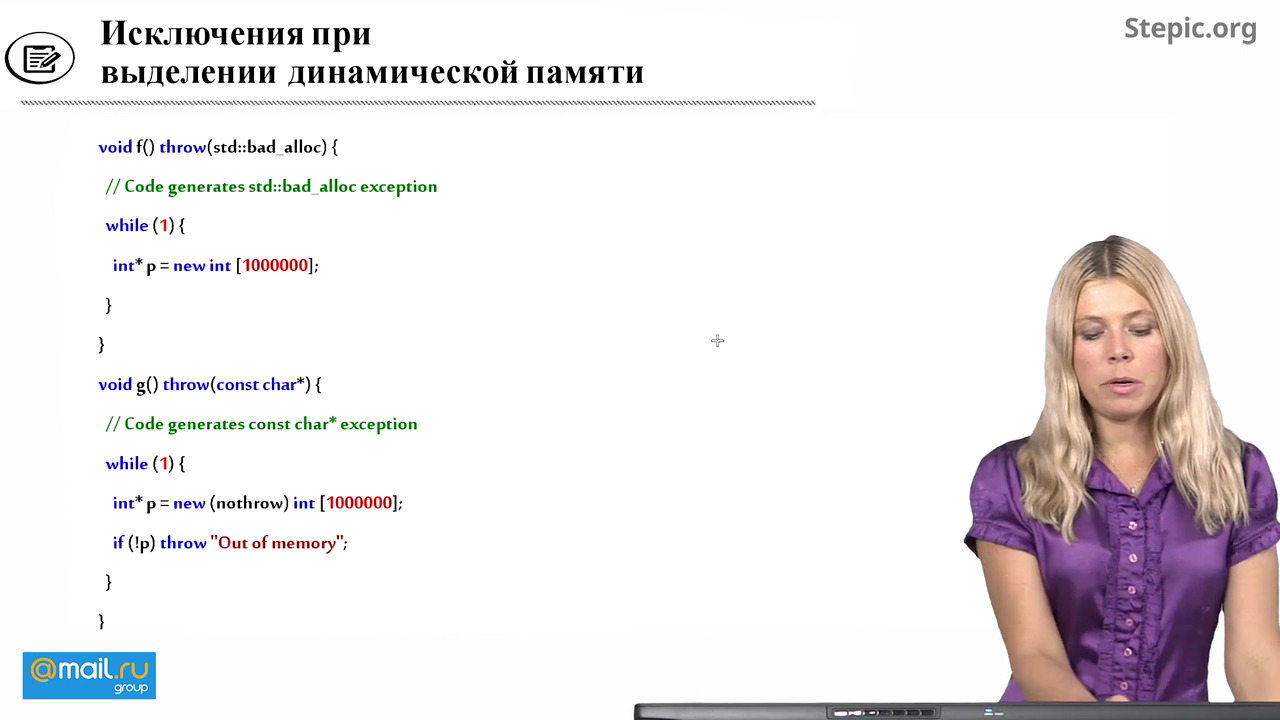 Исключения при
выделении динамической памяти
Stepic.org
void f() throw(std::bad_alloc) {
// Code generates std::bad_alloc exception
while (1) {
int* p = new int [1000000];
}
}
void g() throw(const char*) {
// Code generates const char* exception
while (1) {
int* p = new (nothrow) int [1000000];
if (!p) throw "Out of memory";
}
}
@mail.ru
group